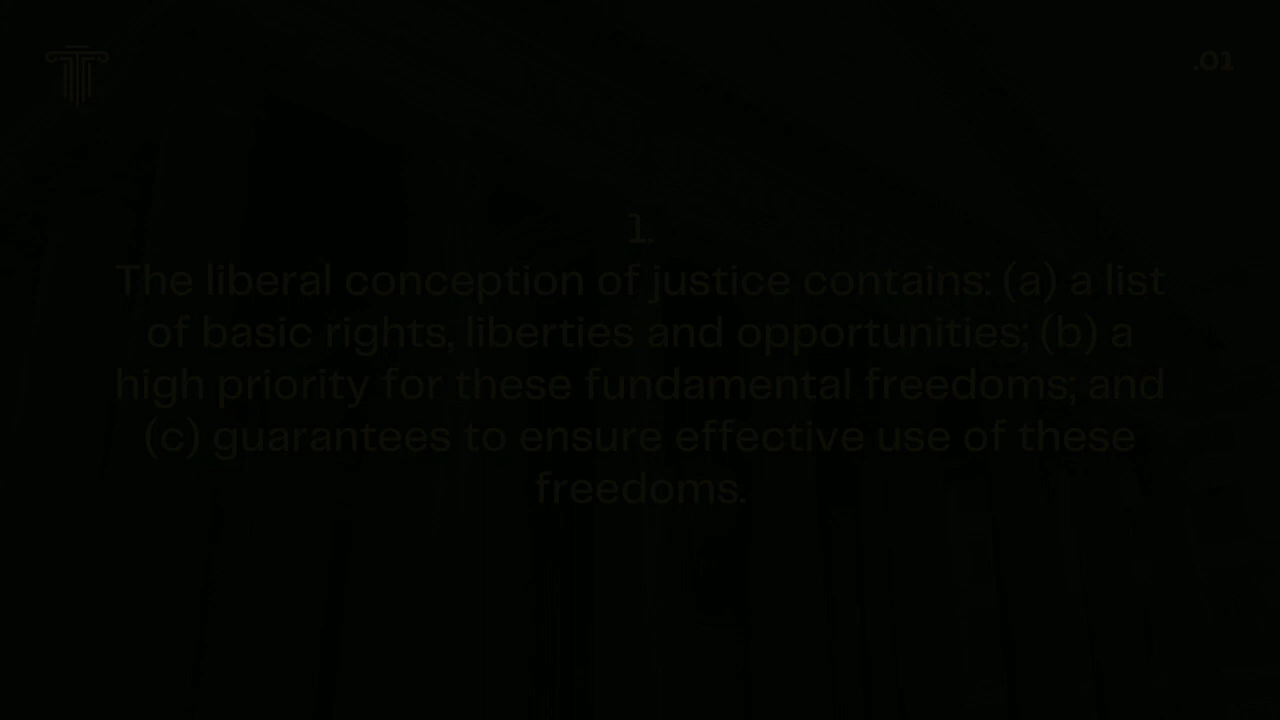 .01
1.
The liberal conception of justice contains: (a) a list
of basic rights, liberties and opportunities; (b) a
high priority for these fundamental freedoms; and
(c) guarantees to ensure effective use of these
freedoms.